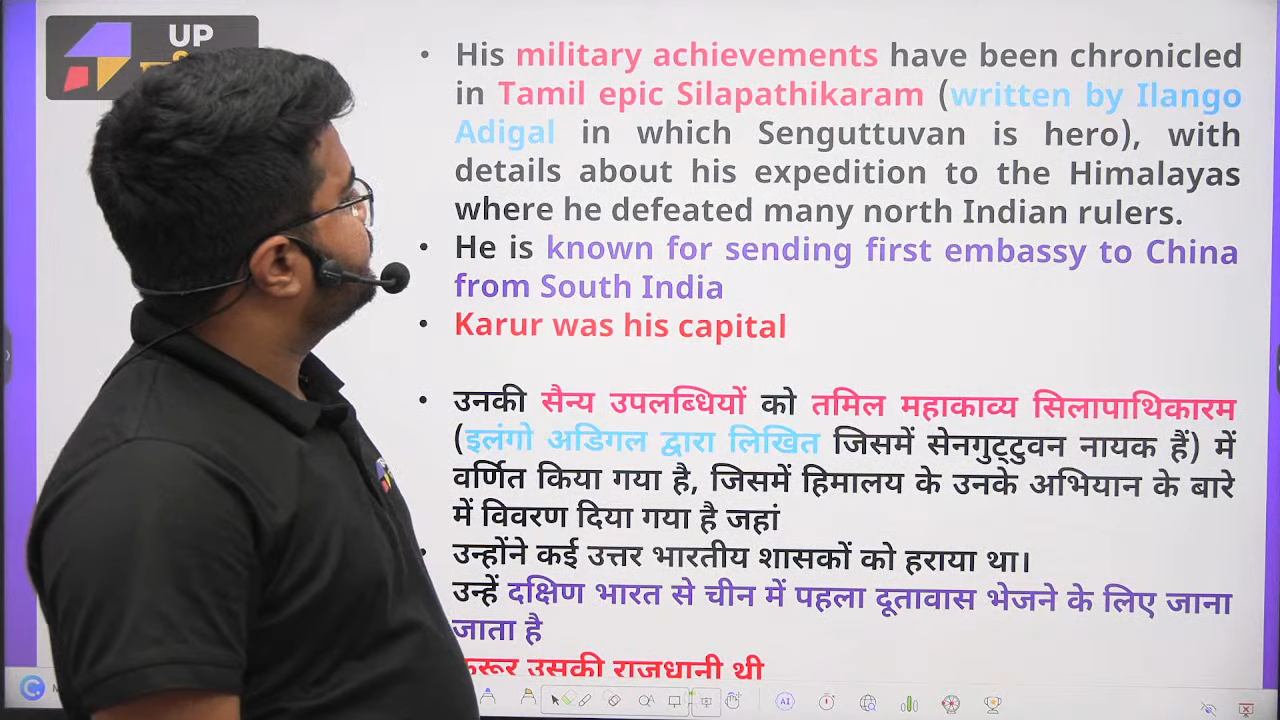 UP
• His military achievements have been chronicled
in Tamil epic Silapathikaram (written by Ilango
Adigal in which Senguttuvan is hero), with
details about his expedition to the Himalayas
where he defeated many north Indian rulers.
• He is known for sending first embassy to China
from South India
• Karur was his capital
• उनकी सैन्य उपलब्धियों को तमिल महाकाव्य सिलापाथिकारम
(इलंगो अडिगल द्वारा लिखित जिसमें सेनगुट्टुवन नायक हैं) में
वर्णित किया गया है, जिसमें हिमालय के उनके अभियान के बारे
में विवरण दिया गया है जहां
• उन्होंने कई उत्तर भारतीय शासकों को हराया था।
उन्हें दक्षिण भारत से चीन में पहला दूतावास भेजने के लिए जाना
जाता है
करूर उसकी राजधानी थी
AI